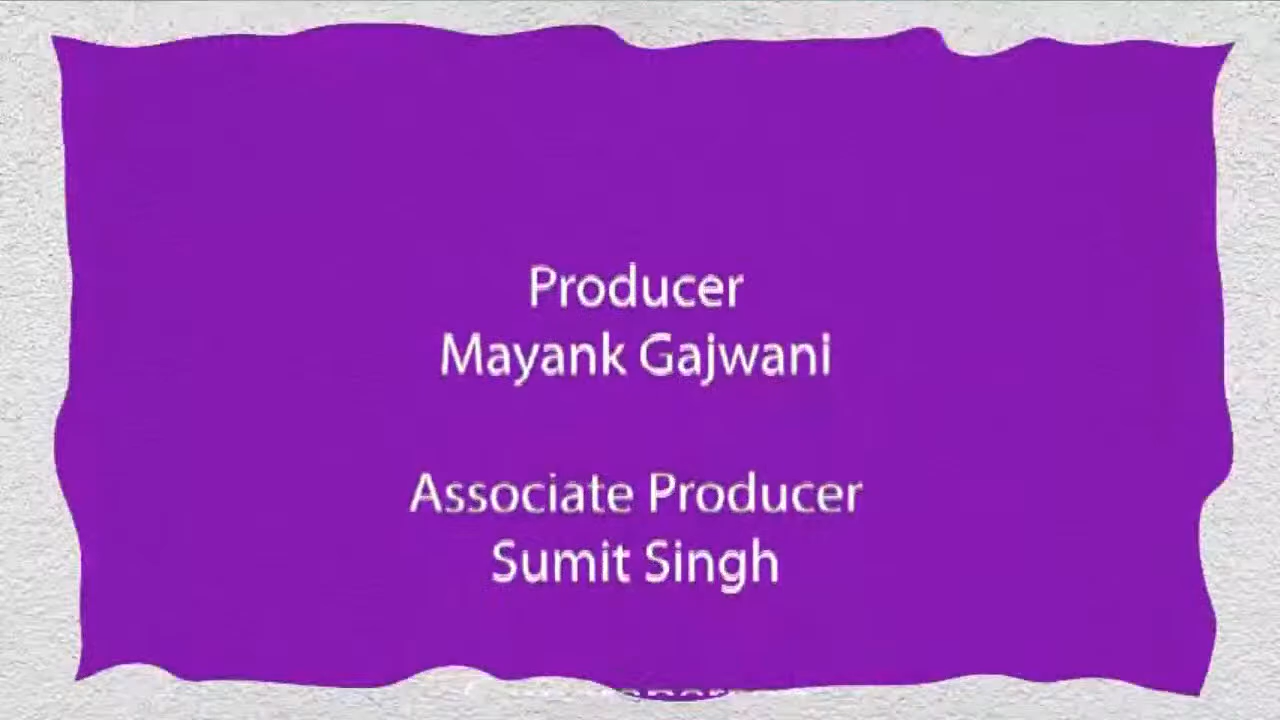 Producer
Mayank Gajwani
Associate Producer
Sumit Singh